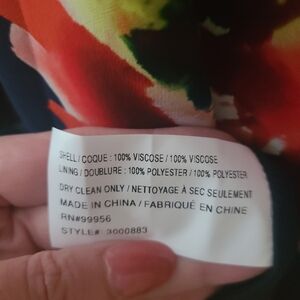 SHELL / COQUE : 100% VISCOSE / 100% VISCOSE
LINING / DOUBLURE : 100% POLYESTER / 100% POLYESTER
DRY CLEAN ONLY / NETTOYAGE À SEC SEULEMENT
MADE IN CHINA / FABRIQUÉ EN CHINE
RN#99956
STYLE# 3000883